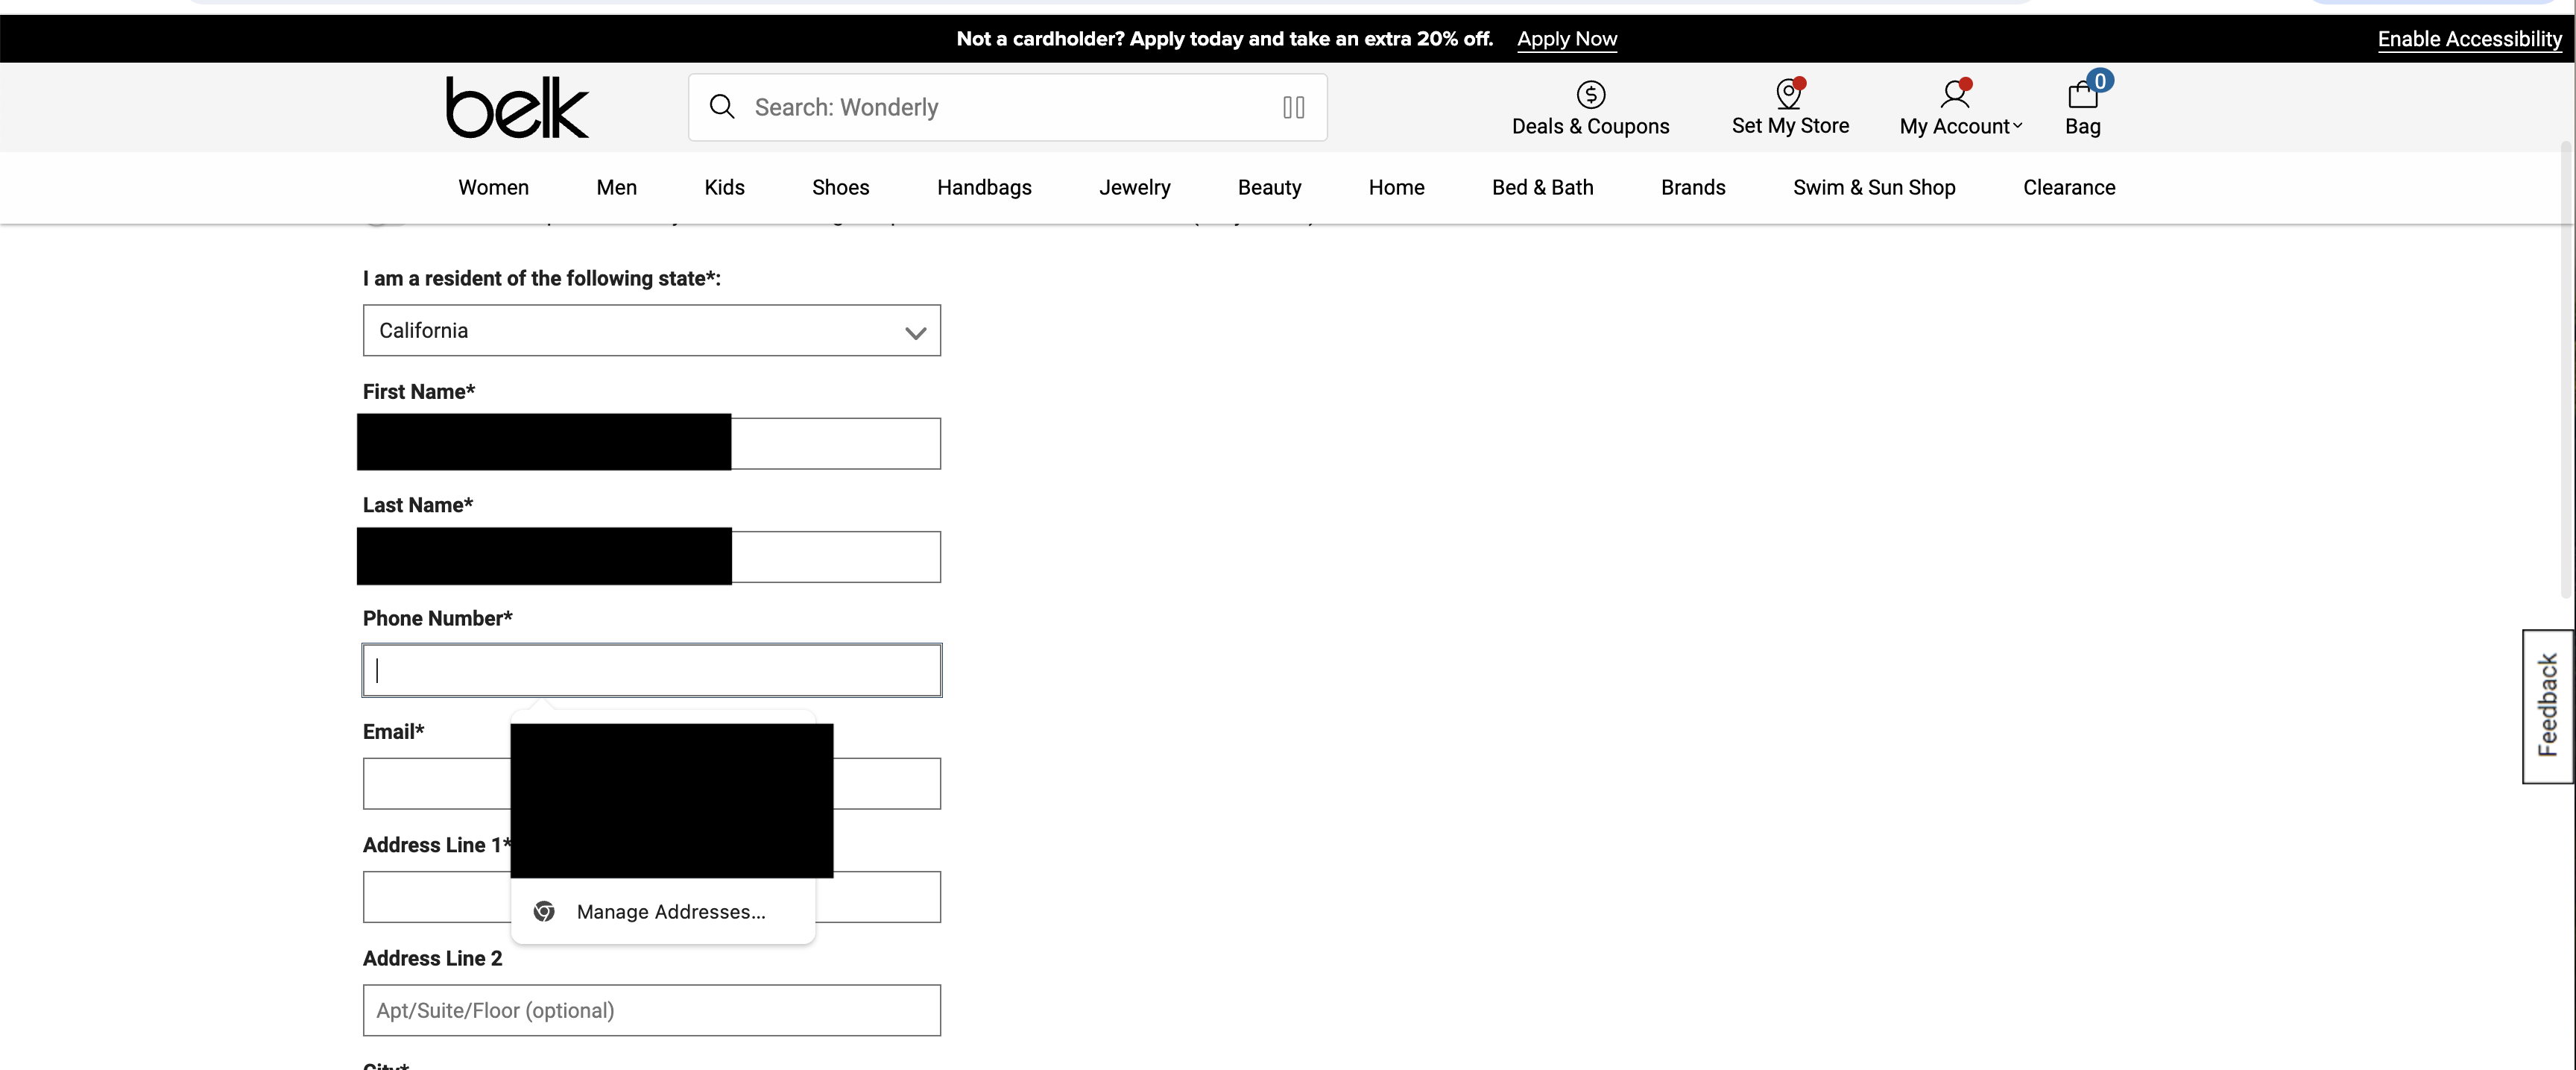 Not a cardholder? Apply today and take an extra 20% off. Apply Now
Enable Accessibility
belk
Search: Wonderly
Deals & Coupons
Set My Store
My Account
0
Bag
Women Men Kids Shoes Handbags Jewelry Beauty Home Bed & Bath Brands Swim & Sun Shop Clearance
I am a resident of the following state*:
California
First Name*
Last Name*
Phone Number*
Email*
Address Line 1*
Manage Addresses...
Address Line 2
Apt/Suite/Floor (optional)
City*
Feedback